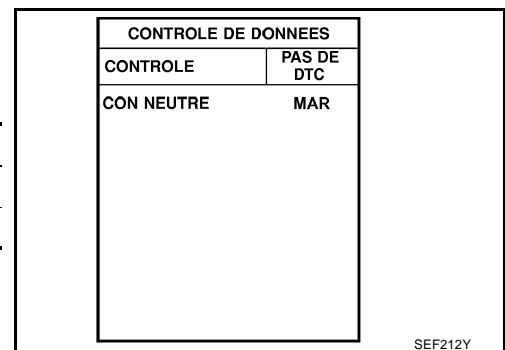 CONTROLE DE DONNEES
CONTROLE PAS DE DTC
CON NEUTRE MAR
SEF212Y